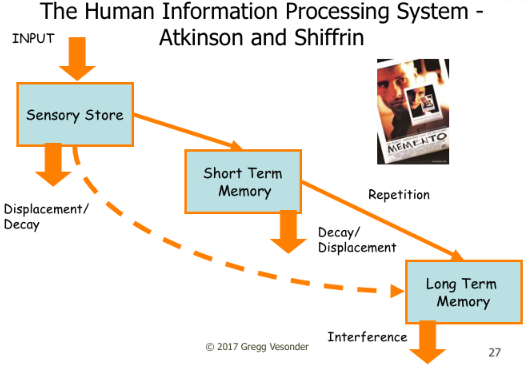 The Human Information Processing System -
Atkinson and Shiffrin
INPUT
Sensory Store
MEMENTO
Short Term
Memory
Repetition
Displacement/
Decay
Decay/
Displacement
Long Term
Memory
Interference
© 2017 Gregg Vesonder
27